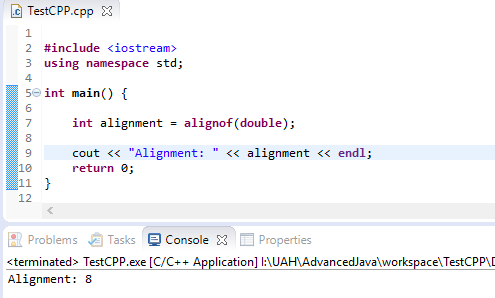 TestCPP.cpp
1
2 #include <iostream>
3 using namespace std;
4
5 int main() {
6
7 int alignment = alignof(double);
8
9 cout << "Alignment: " << alignment << endl;
10 return 0;
11 }
12
Problems Tasks Console Properties
<terminated> TestCPP.exe [C/C++ Application] I:\UAH\AdvancedJava\workspace\TestCPP\D
Alignment: 8